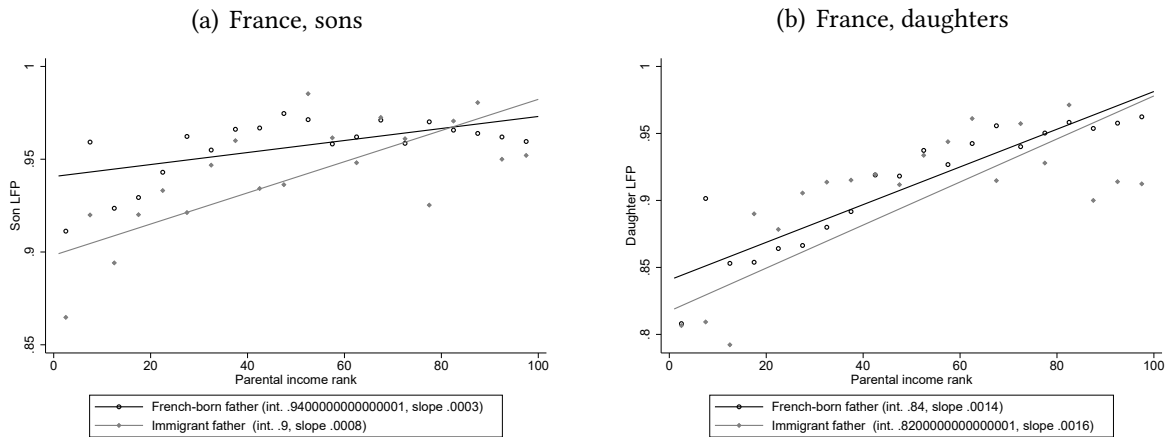 (a) France, sons
(b) France, daughters
Son LFP
1
.95
.9
.85
0 20 40 60 80 100
Parental income rank
French-born father (int. .9400000000000001, slope .0003)
Immigrant father  (int. .9, slope .0008)
Daughter LFP
1
.95
.9
.85
.8
0 20 40 60 80 100
Parental income rank
French-born father (int. .84, slope .0014)
Immigrant father  (int. .8200000000000001, slope .0016)